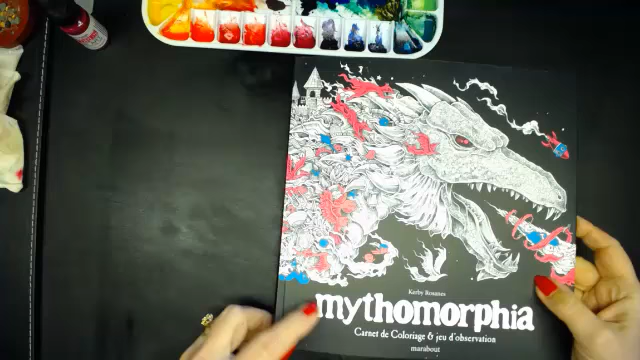 Kerby Rosanes
mythomorphia
Carnet de Coloriage & jeu d'observation
marabout